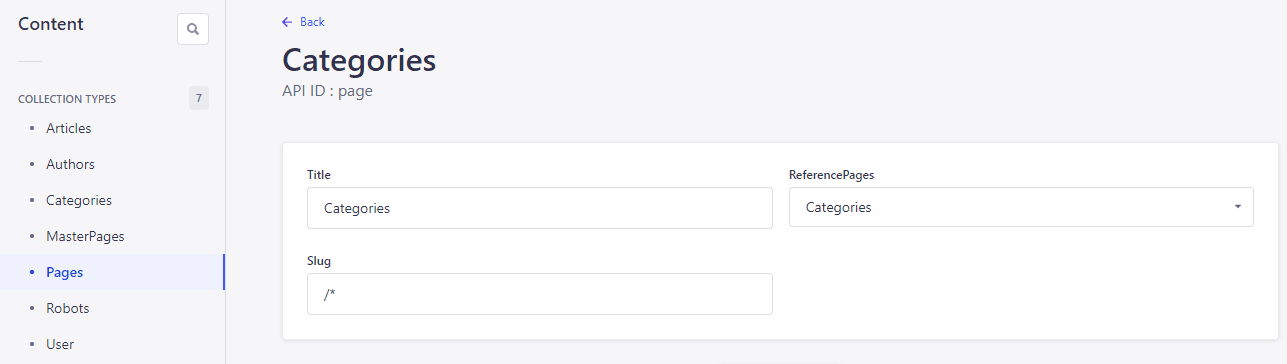 Content
COLLECTION TYPES
7
Articles
Authors
Categories
MasterPages
Pages
Robots
User
Back
Categories
API ID : page
Title
Categories
ReferencePages
Categories
Slug
/*